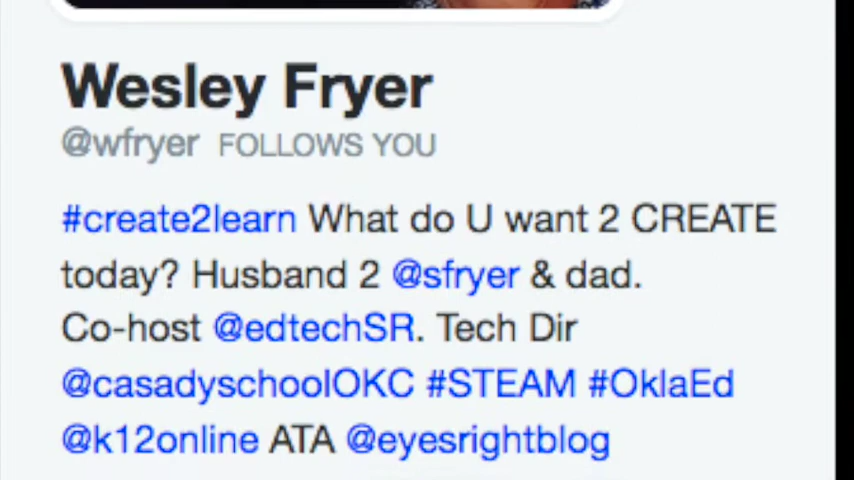 Wesley Fryer
@wfryer FOLLOWS YOU
#create2learn What do U want 2 CREATE
today? Husband 2 @sfryer & dad.
Co-host @edtechSR. Tech Dir
@casadyschoolOKC #STEAM #OklaEd
@k12online ATA @eyesrightblog